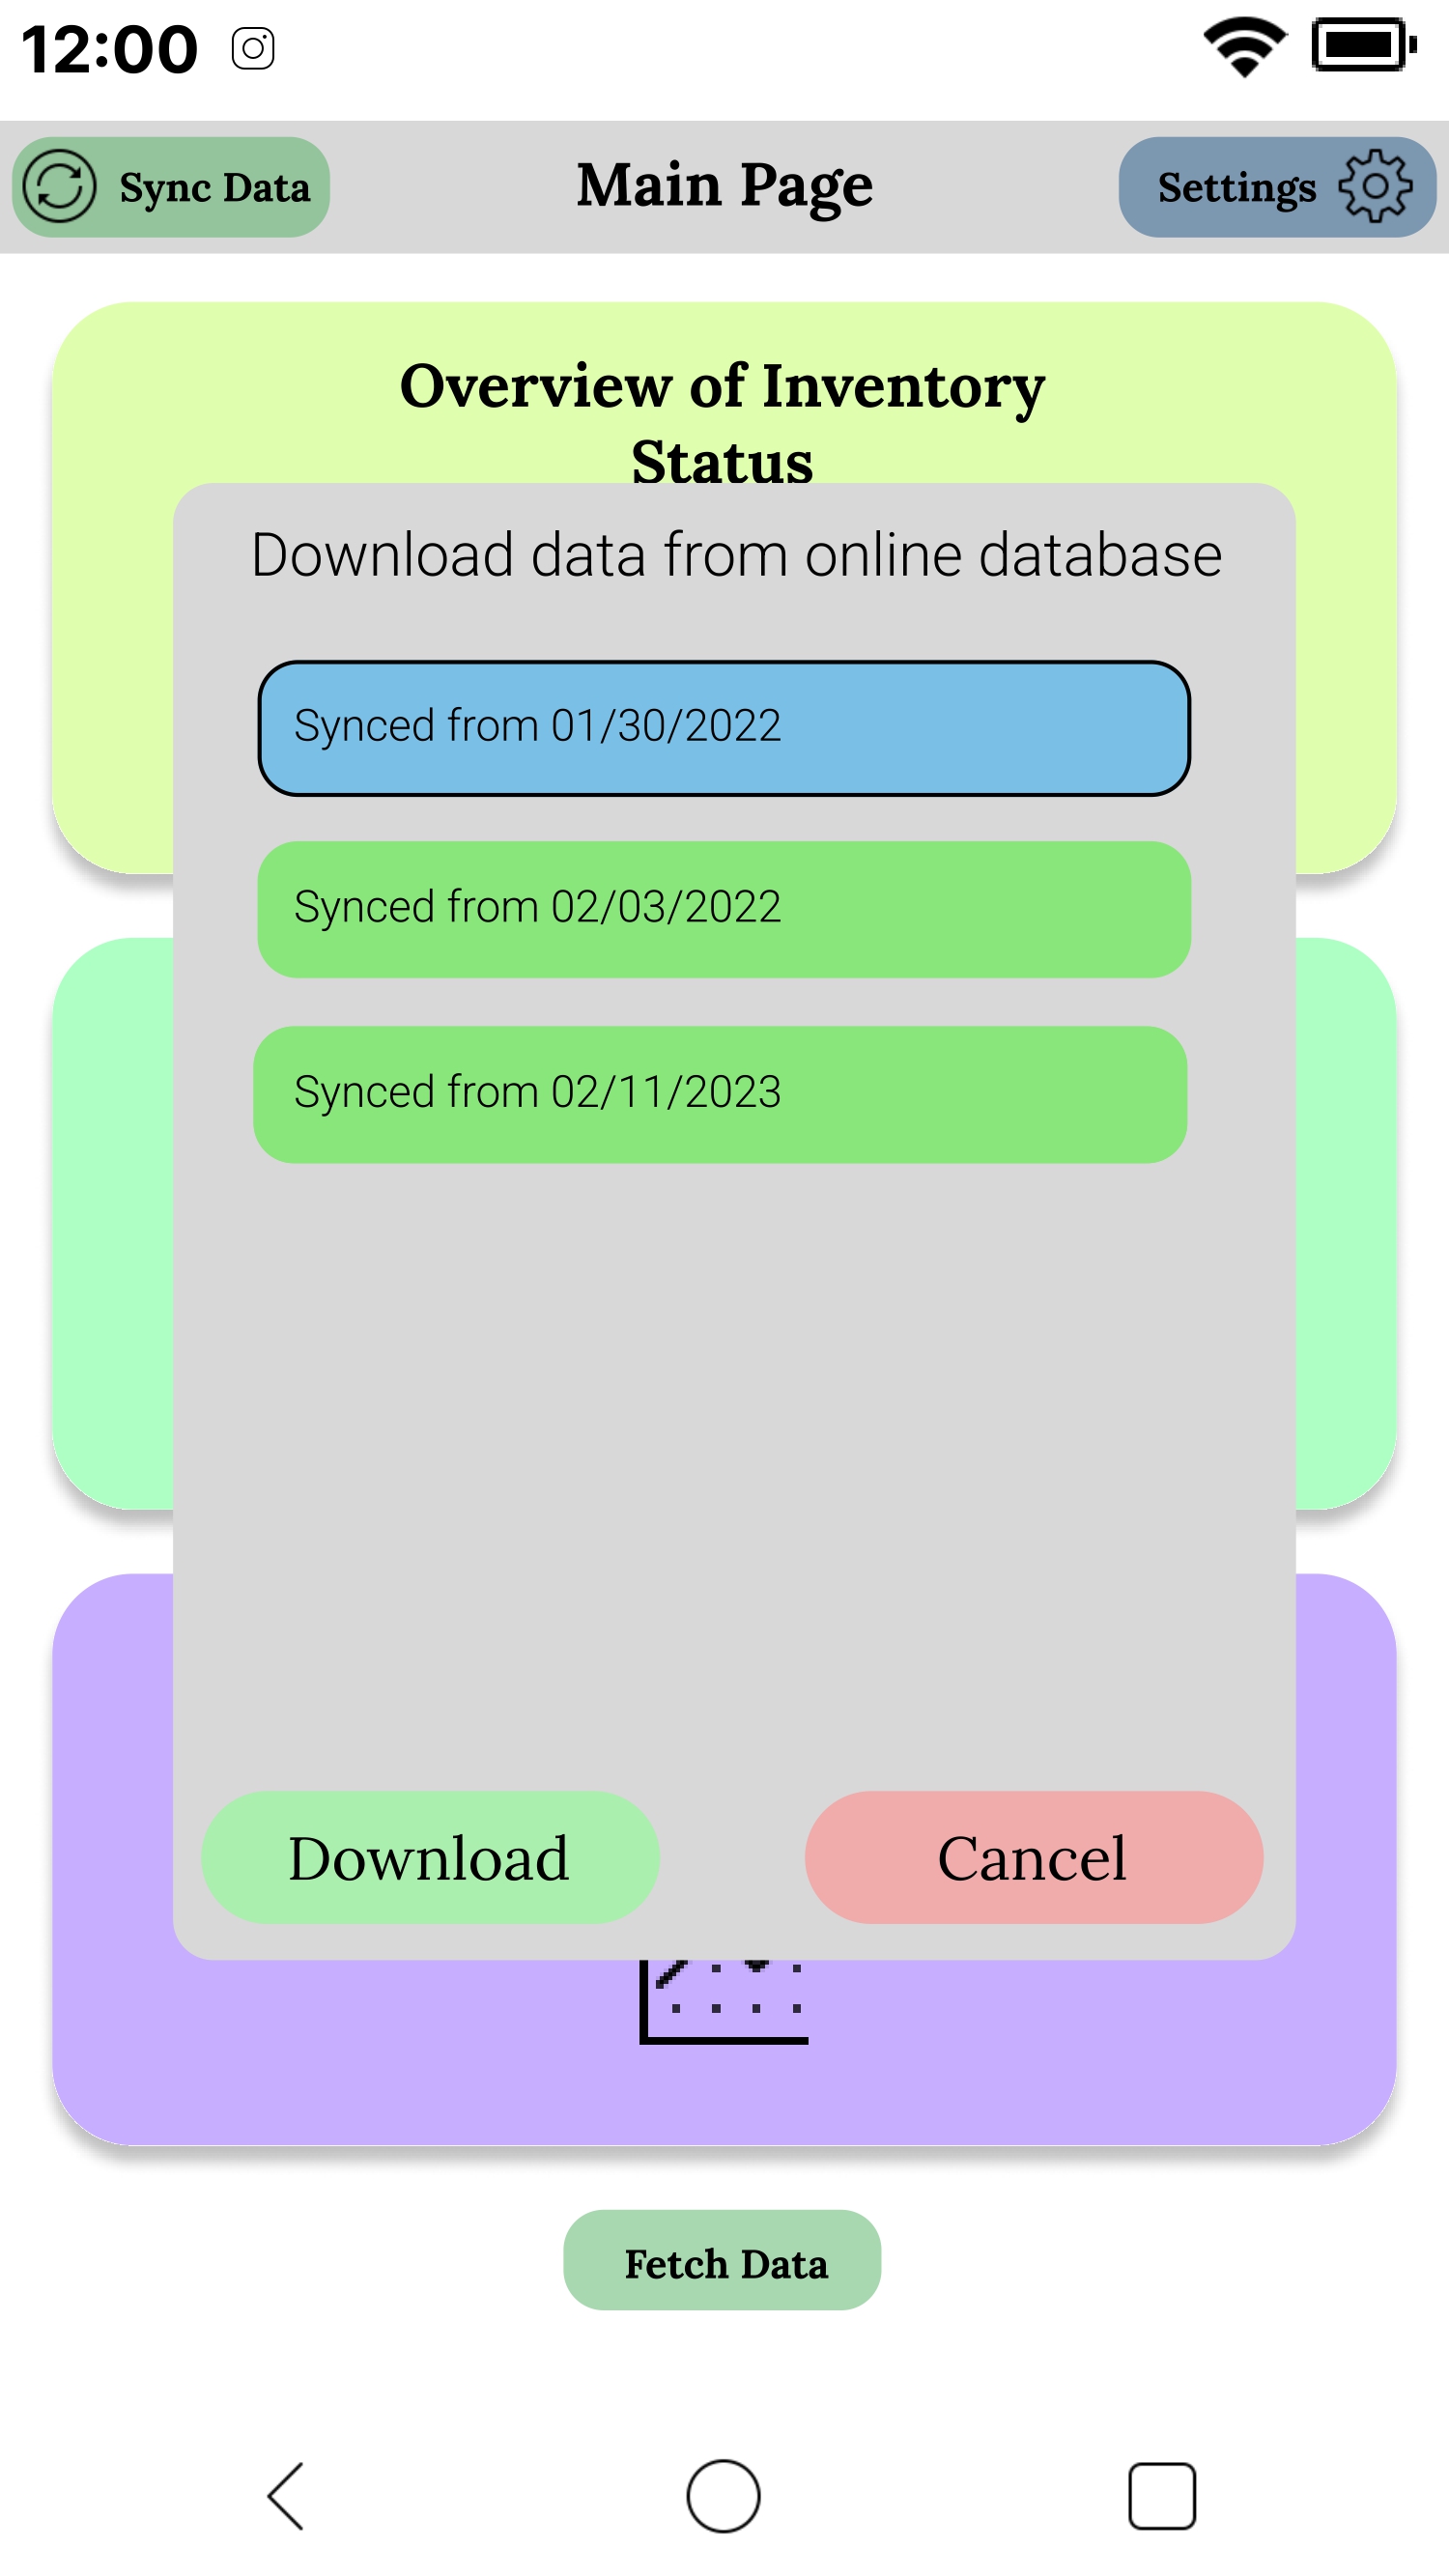 12:00
Sync Data
Main Page
Settings
Overview of Inventory
Status
Download data from online database
Synced from 01/30/2022
Synced from 02/03/2022
Synced from 02/11/2023
Download
Cancel
Fetch Data